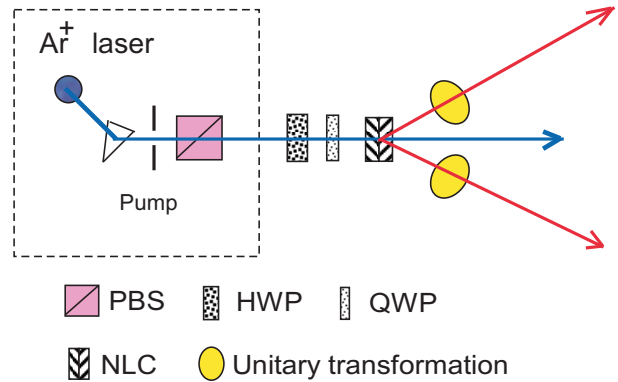 Ar+ laser
Pump
PBS HWP QWP
NLC Unitary transformation